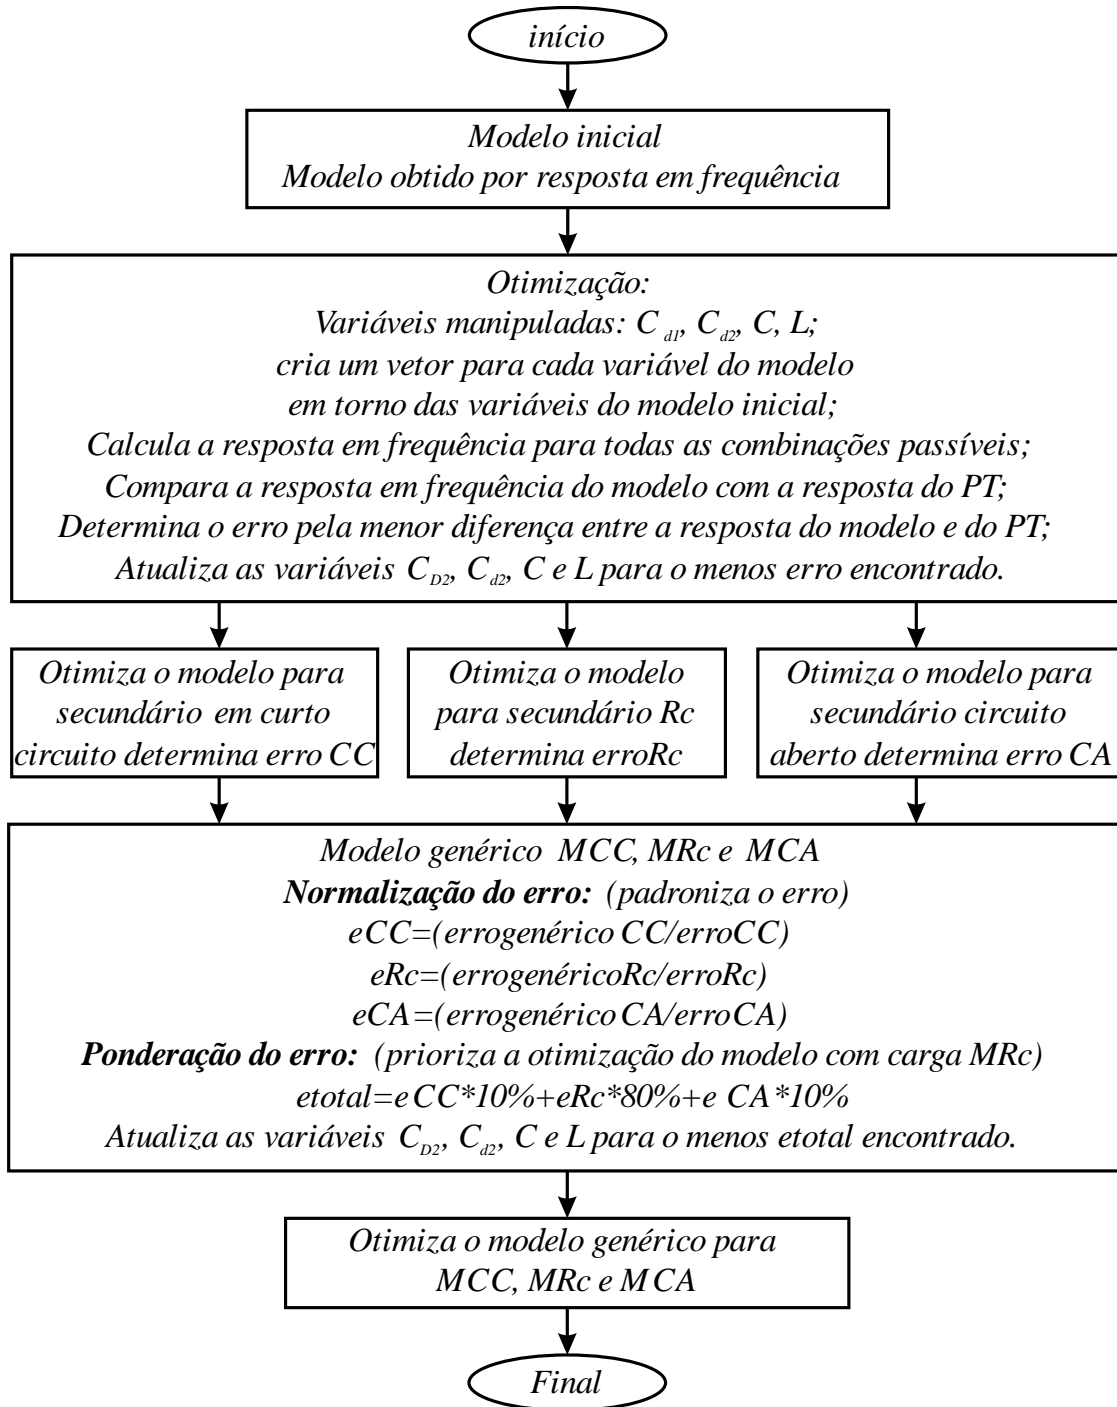 início
Modelo inicial
Modelo obtido por resposta em frequência
Otimização:
Variáveis manipuladas: C d1, C d2, C, L;
cria um vetor para cada variável do modelo
em torno das variáveis do modelo inicial;
Calcula a resposta em frequência para todas as combinações passíveis;
Compara a resposta em frequência do modelo com a resposta do PT;
Determina o erro pela menor diferença entre a resposta do modelo e do PT;
Atualiza as variáveis C D2, C d2, C e L para o menos erro encontrado.
Otimiza o modelo para
secundário em curto
circuito determina erro CC
Otimiza o modelo
para secundário Rc
determina erroRc
Otimiza o modelo para
secundário circuito
aberto determina erro CA
Modelo genérico MCC, MRc e MCA
Normalização do erro: (padroniza o erro)
eCC=(errogenérico CC/erroCC)
eRc=(errogenéricoRc/erroRc)
eCA=(errogenérico CA/erroCA)
Ponderação do erro: (prioriza a otimização do modelo com carga MRc)
etotal=eCC*10%+eRc*80%+e CA*10%
Atualiza as variáveis C D2, C d2, C e L para o menos etotal encontrado.
Otimiza o modelo genérico para
MCC, MRc e MCA
Final